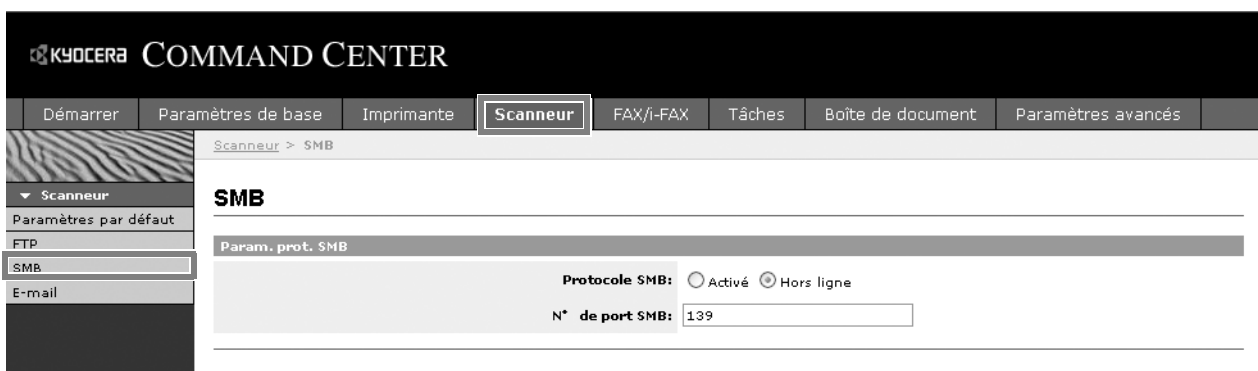 KYOCERA COMMAND CENTER
Démarrer Paramètres de base Imprimante Scanneur FAX/i-FAX Tâches Boîte de document Paramètres avancés
Scanneur > SMB
Scanneur
Paramètres par défaut
FTP
SMB
E-mail
SMB
Param. prot. SMB
Protocole SMB: Activé Hors ligne
N° de port SMB: 139